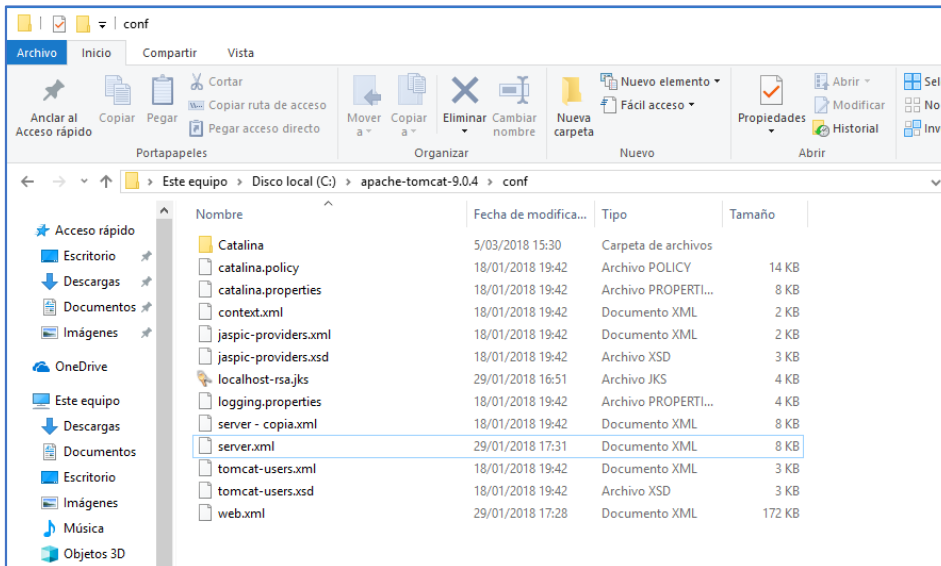 conf
Archivo Inicio Compartir Vista
Anclar al Acceso rápido
Copiar
Pegar
Cortar
Copiar ruta de acceso
Pegar acceso directo
Portapapeles
Mover a
Copiar a
Eliminar
Cambiar nombre
Organizar
Nueva carpeta
Nuevo elemento
Fácil acceso
Nuevo
Propiedades
Abrir
Modificar
Historial
Abrir
Sel
No
Inv
Este equipo > Disco local (C:) > apache-tomcat-9.0.4 > conf
Acceso rápido
Escritorio
Descargas
Documentos
Imágenes
OneDrive
Este equipo
Descargas
Documentos
Escritorio
Imágenes
Música
Objetos 3D
Nombre Fecha de modifica... Tipo Tamaño
Catalina 5/03/2018 15:30 Carpeta de archivos
catalina.policy 18/01/2018 19:42 Archivo POLICY 14 KB
catalina.properties 18/01/2018 19:42 Archivo PROPERTI... 8 KB
context.xml 18/01/2018 19:42 Documento XML 2 KB
jaspic-providers.xml 18/01/2018 19:42 Documento XML 2 KB
jaspic-providers.xsd 18/01/2018 19:42 Archivo XSD 3 KB
localhost-rsa.jks 29/01/2018 16:51 Archivo JKS 4 KB
logging.properties 18/01/2018 19:42 Archivo PROPERTI... 4 KB
server - copia.xml 18/01/2018 19:42 Documento XML 8 KB
server.xml 29/01/2018 17:31 Documento XML 8 KB
tomcat-users.xml 18/01/2018 19:42 Documento XML 3 KB
tomcat-users.xsd 18/01/2018 19:42 Archivo XSD 3 KB
web.xml 29/01/2018 17:28 Documento XML 172 KB